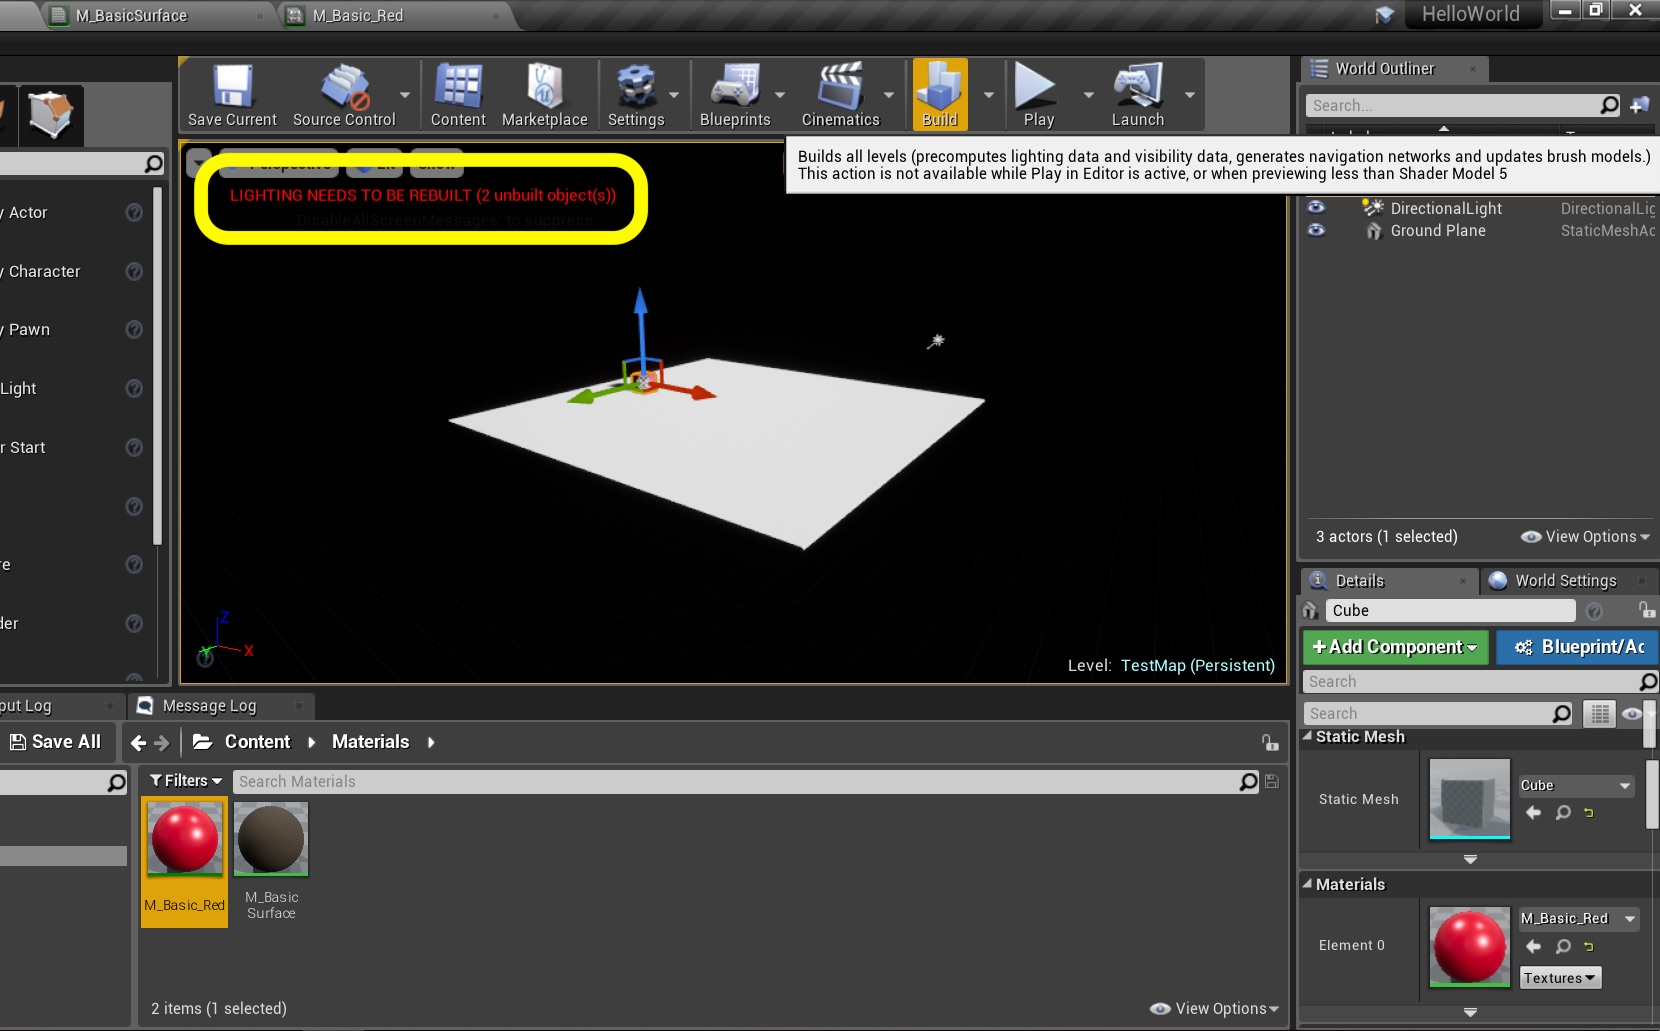 M_BasicSurface
M_Basic_Red
HelloWorld
Save Current
Source Control
Content
Marketplace
Settings
Blueprints
Cinematics
Build
Play
Launch
World Outliner
Search...
Builds all levels (precomputes lighting data and visibility data, generates navigation networks and updates brush models.)
This action is not available while Play in Editor is active, or when previewing less than Shader Model 5
LIGHTING NEEDS TO BE REBUILT (2 unbuilt object(s))
'DisableAllScreenMessages' to suppress
DirectionalLight
DirectionalLig
Ground Plane
StaticMeshAc
y Actor
y Character
y Pawn
Light
r Start
re
der
Z
X
Y
Level: TestMap (Persistent)
3 actors (1 selected)
View Options
Details
World Settings
Cube
+Add Component
Blueprint/Ac
Search
Search
Static Mesh
Static Mesh
Cube
Materials
Element 0
M_Basic_Red
Textures
put Log
Message Log
Save All
Content
Materials
Filters
Search Materials
M_Basic_Red
M_Basic
Surface
2 items (1 selected)
View Options